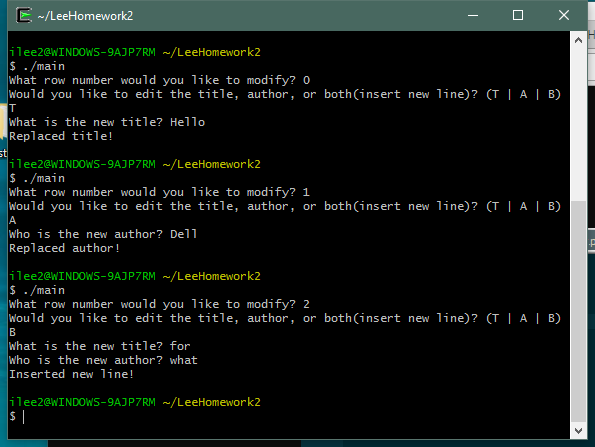 ~/LeeHomework2
ilee2@WINDOWS-9AJP7RM ~/LeeHomework2
$ ./main
What row number would you like to modify? 0
Would you like to edit the title, author, or both(insert new line)? (T | A | B)
T
What is the new title? Hello
Replaced title!
ilee2@WINDOWS-9AJP7RM ~/LeeHomework2
$ ./main
What row number would you like to modify? 1
Would you like to edit the title, author, or both(insert new line)? (T | A | B)
A
Who is the new author? Dell
Replaced author!
ilee2@WINDOWS-9AJP7RM ~/LeeHomework2
$ ./main
What row number would you like to modify? 2
Would you like to edit the title, author, or both(insert new line)? (T | A | B)
B
What is the new title? for
Who is the new author? what
Inserted new line!
ilee2@WINDOWS-9AJP7RM ~/LeeHomework2
$